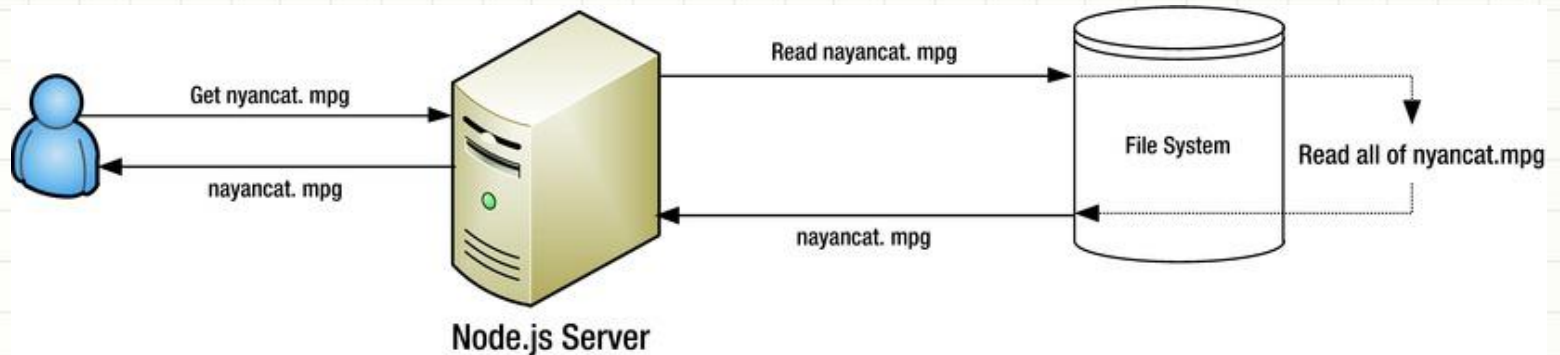 Get nyancat. mpg
nayancat. mpg
Node.js Server
Read nayancat. mpg
nayancat. mpg
File System
Read all of nyancat.mpg